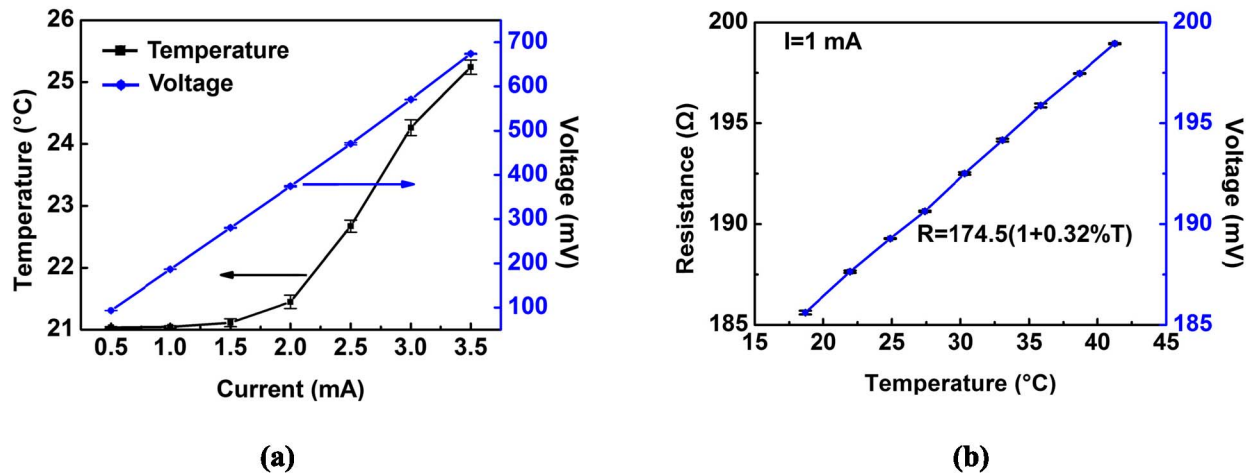 Temperature
Voltage
26
25
24
23
22
21
Temperature (°C)
700
600
500
400
300
200
100
Voltage (mV)
0.5 1.0 1.5 2.0 2.5 3.0 3.5
Current (mA)
(a)
I=1 mA
R=174.5(1+0.32%T)
200
195
190
185
Resistance (Ω)
200
195
190
185
Voltage (mV)
15 20 25 30 35 40 45
Temperature (°C)
(b)